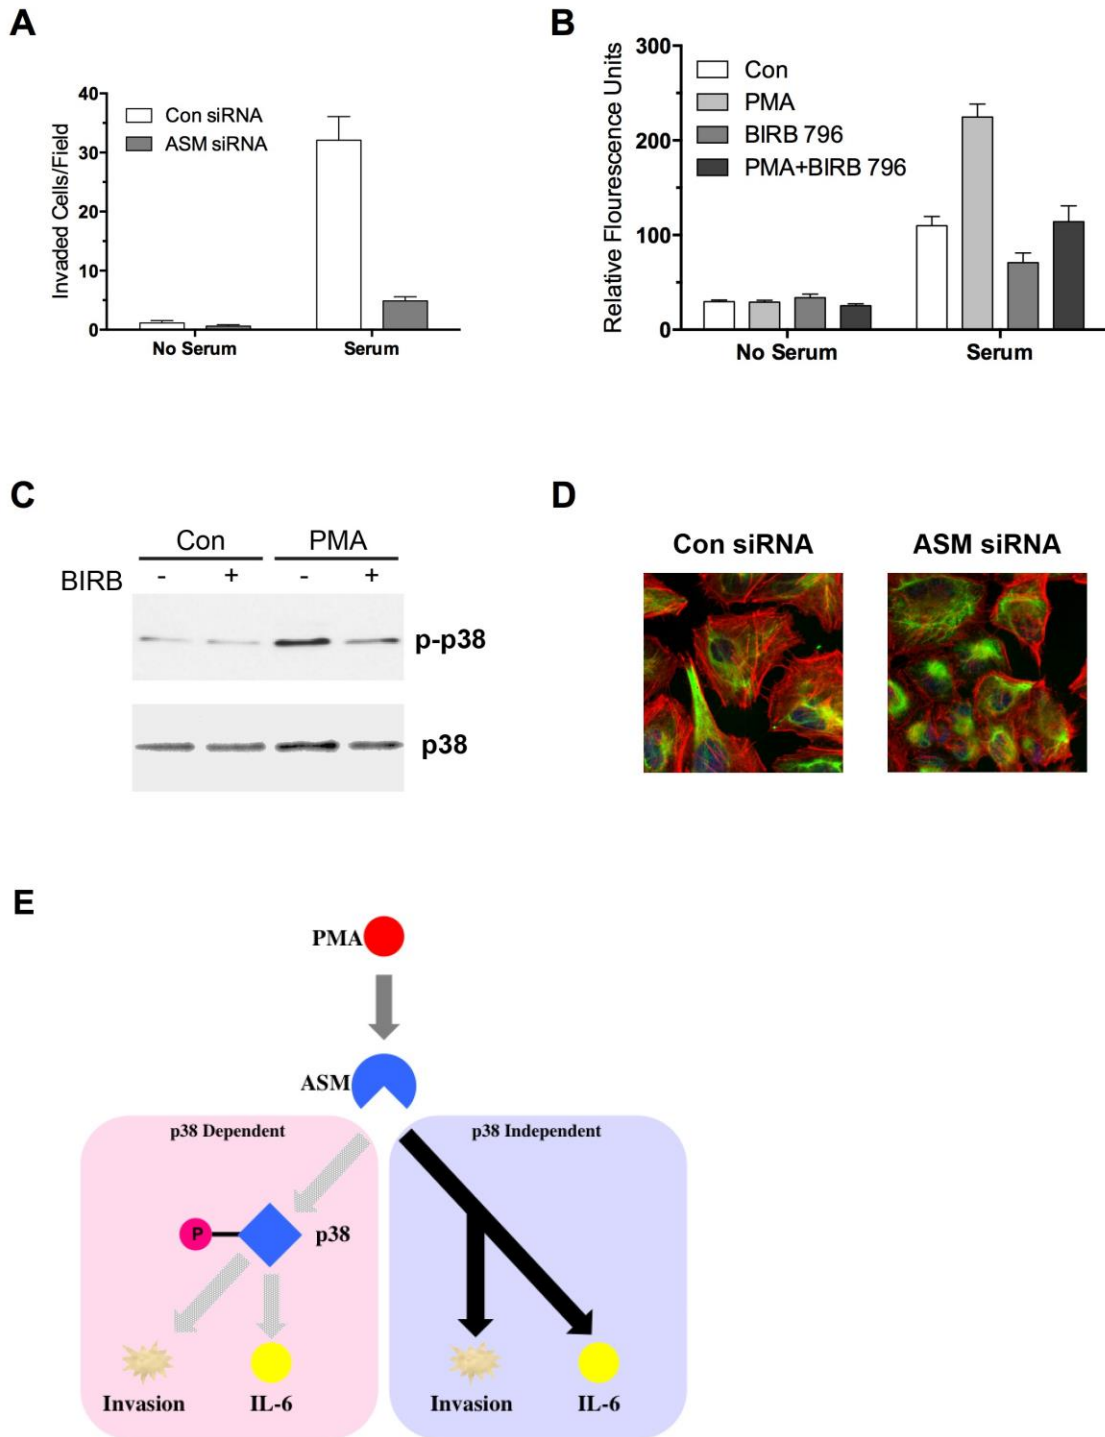 A
Invaded Cells/Field
40
30
20
10
0
Con siRNA
ASM siRNA
No Serum
Serum
B
Relative Flourescence Units
300
200
100
0
Con
PMA
BIRB 796
PMA+BIRB 796
No Serum
Serum
C
Con
PMA
BIRB
-
+
-
+
p-p38
p38
D
Con siRNA
ASM siRNA
E
PMA
ASM
p38 Dependent
p38 Independent
P
p38
Invasion
IL-6
Invasion
IL-6